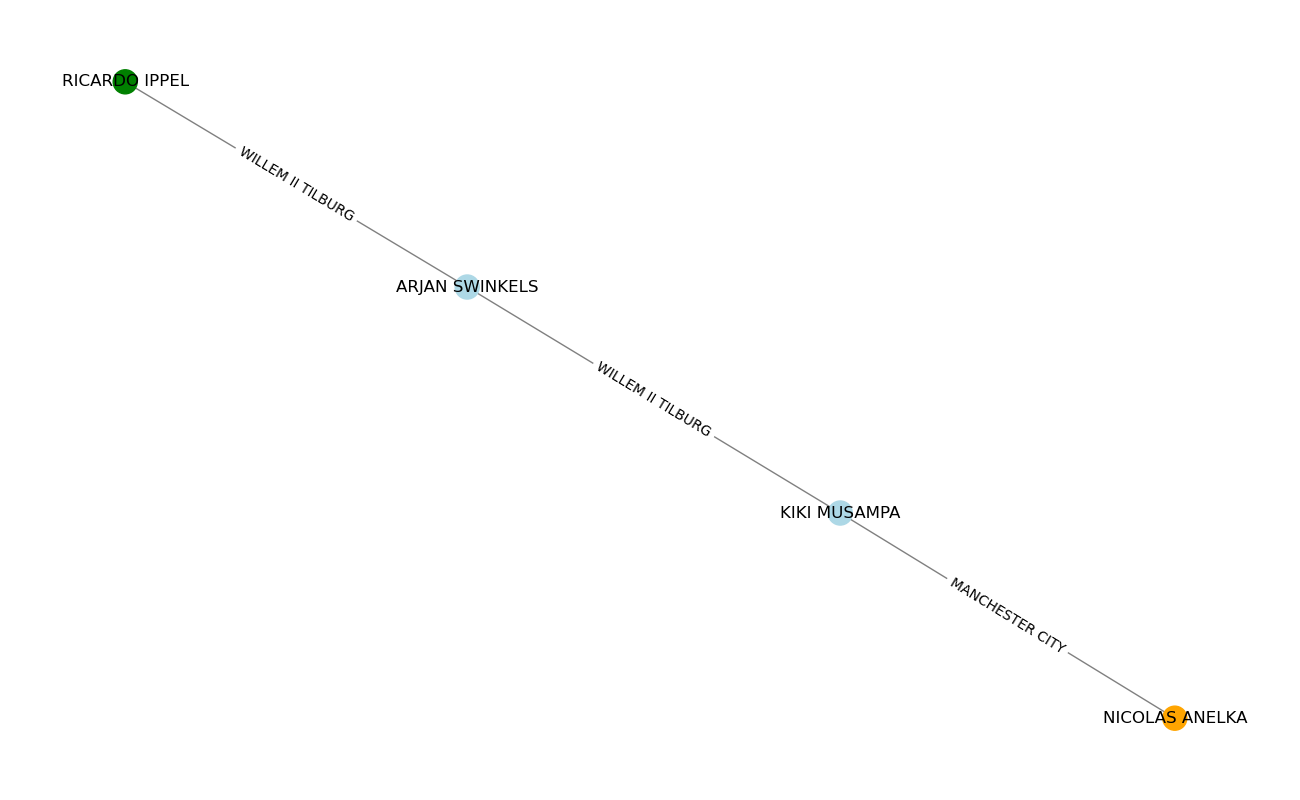 RICARDO IPPEL
WILLEM II TILBURG
ARJAN SWINKELS
WILLEM II TILBURG
KIKI MUSAMPA
MANCHESTER CITY
NICOLAS ANELKA